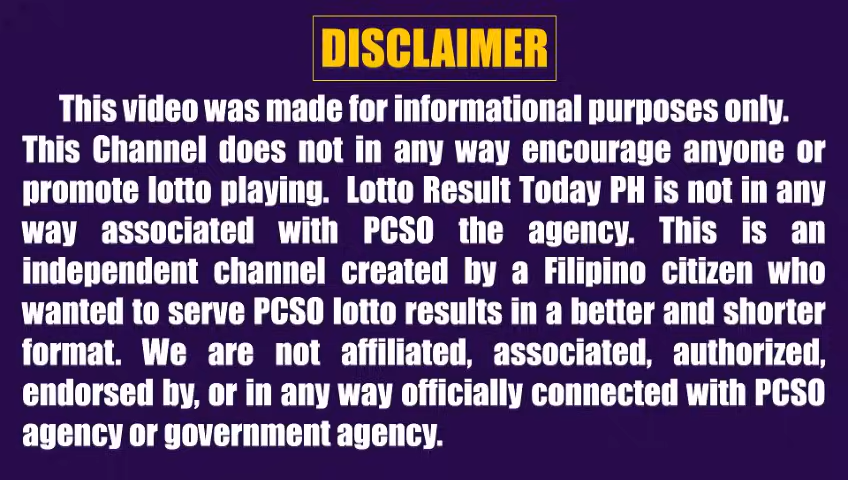 DISCLAIMER
This video was made for informational purposes only.
This Channel does not in any way encourage anyone or
promote lotto playing. Lotto Result Today PH is not in any
way associated with PCSO the agency. This is an
independent channel created by a Filipino citizen who
wanted to serve PCSO lotto results in a better and shorter
format. We are not affiliated, associated, authorized,
endorsed by, or in any way officially connected with PCSO
agency or government agency.